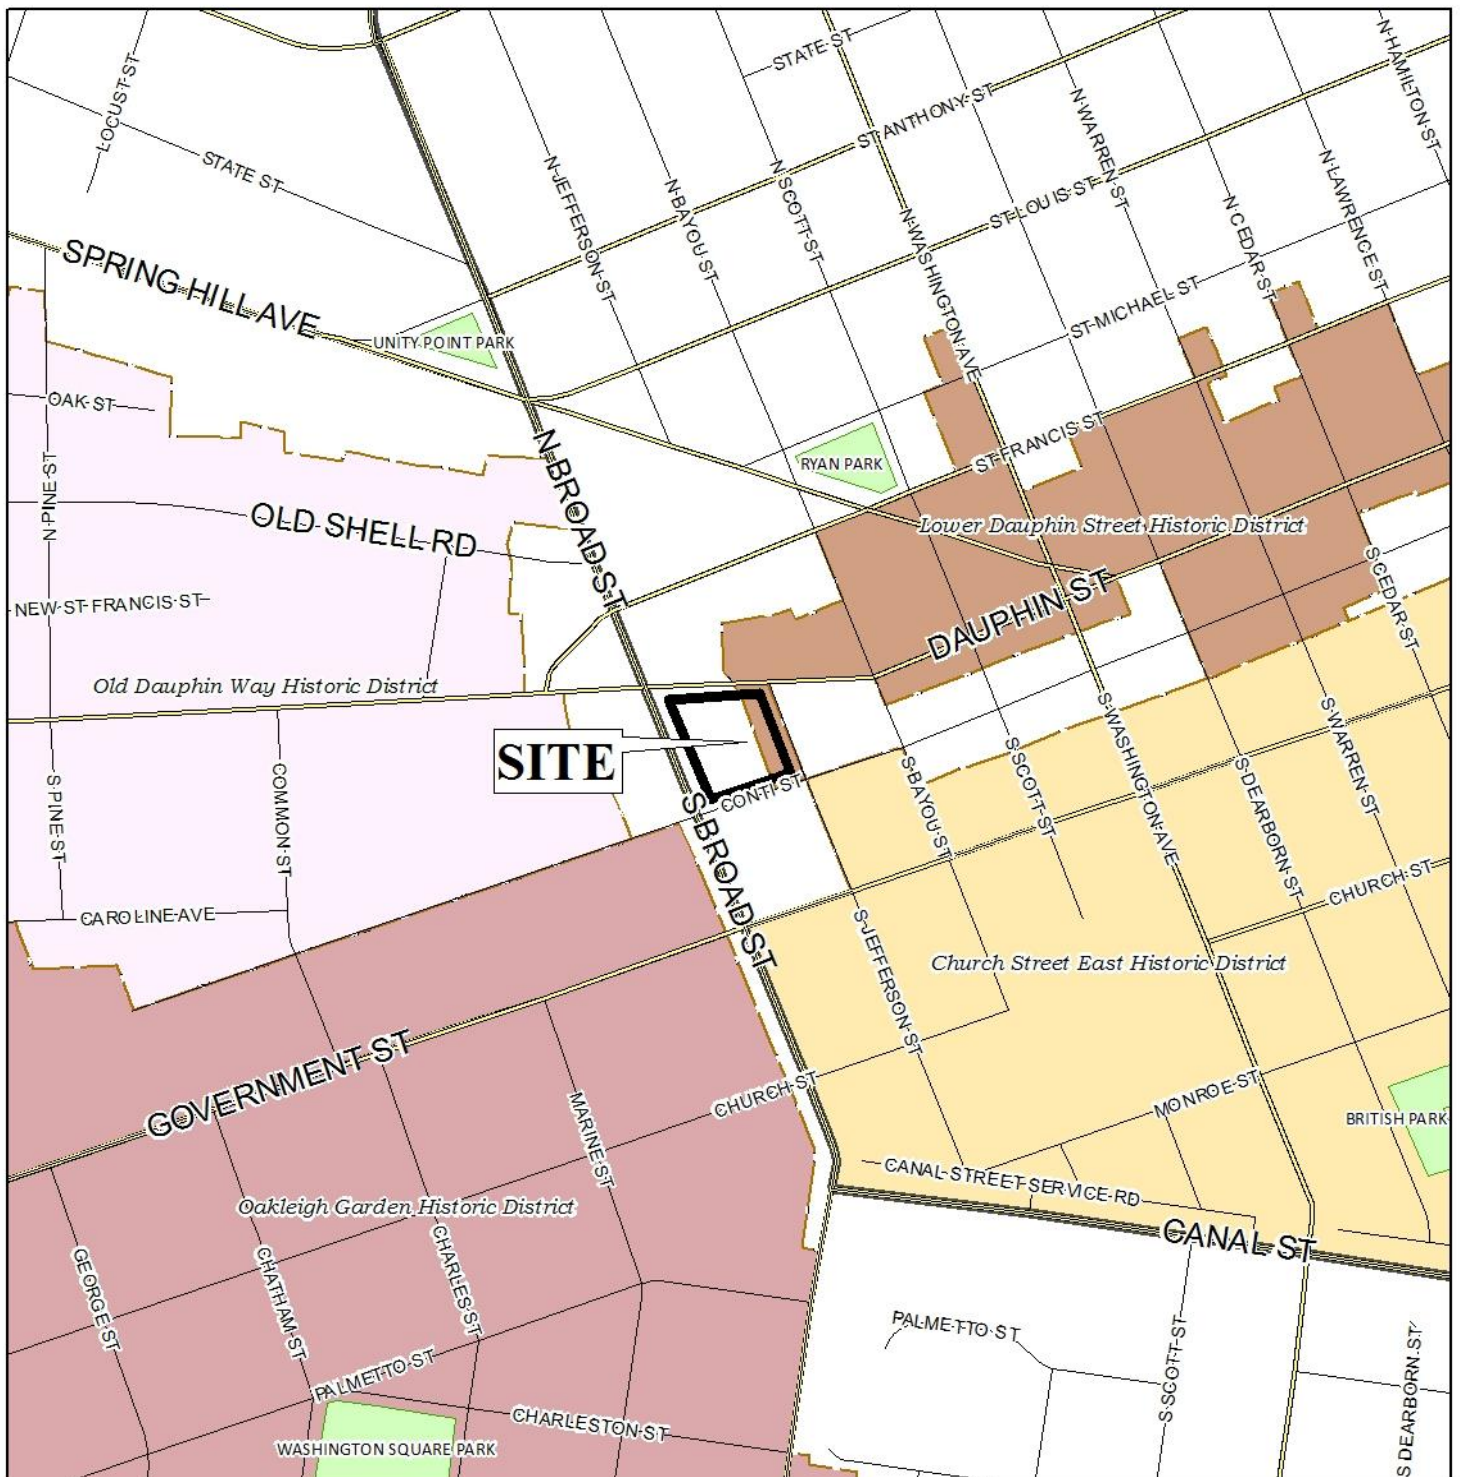 STATE ST
N HAMILTON ST
LOCUST ST
ST ANTHONY ST
N WARREN ST
STATE ST
N JEFFERSON ST
N BAYOU ST
N SCOTT ST
N WASHINGTON AVE
ST LOUIS ST
N CEDAR ST
N LAWRENCE ST
SPRING HILL AVE
ST MICHAEL ST
UNITY POINT PARK
OAK ST
N BROAD ST
RYAN PARK
ST FRANCIS ST
N PINE ST
OLD SHELL RD
Lower Dauphin Street Historic District
S CEDAR ST
NEW ST FRANCIS ST
DAUPHIN ST
Old Dauphin Way Historic District
SITE
S PINE ST
COMMON ST
CONTI ST
S BROAD ST
S BAYOU ST
S SCOTT ST
S WASHINGTON AVE
S DEARBORN ST
S WARREN ST
CHURCH ST
CAROLINE AVE
S JEFFERSON ST
Church Street East Historic District
GOVERNMENT ST
MARINE ST
CHURCH ST
MONROE ST
BRITISH PARK
CANAL STREET SERVICE RD
Oakleigh Garden Historic District
CANAL ST
GEORGE ST
CHATHAM ST
CHARLES ST
PALMETTO ST
S SCOTT ST
S DEARBORN ST
PALMETTO ST
CHARLESTON ST
WASHINGTON SQUARE PARK